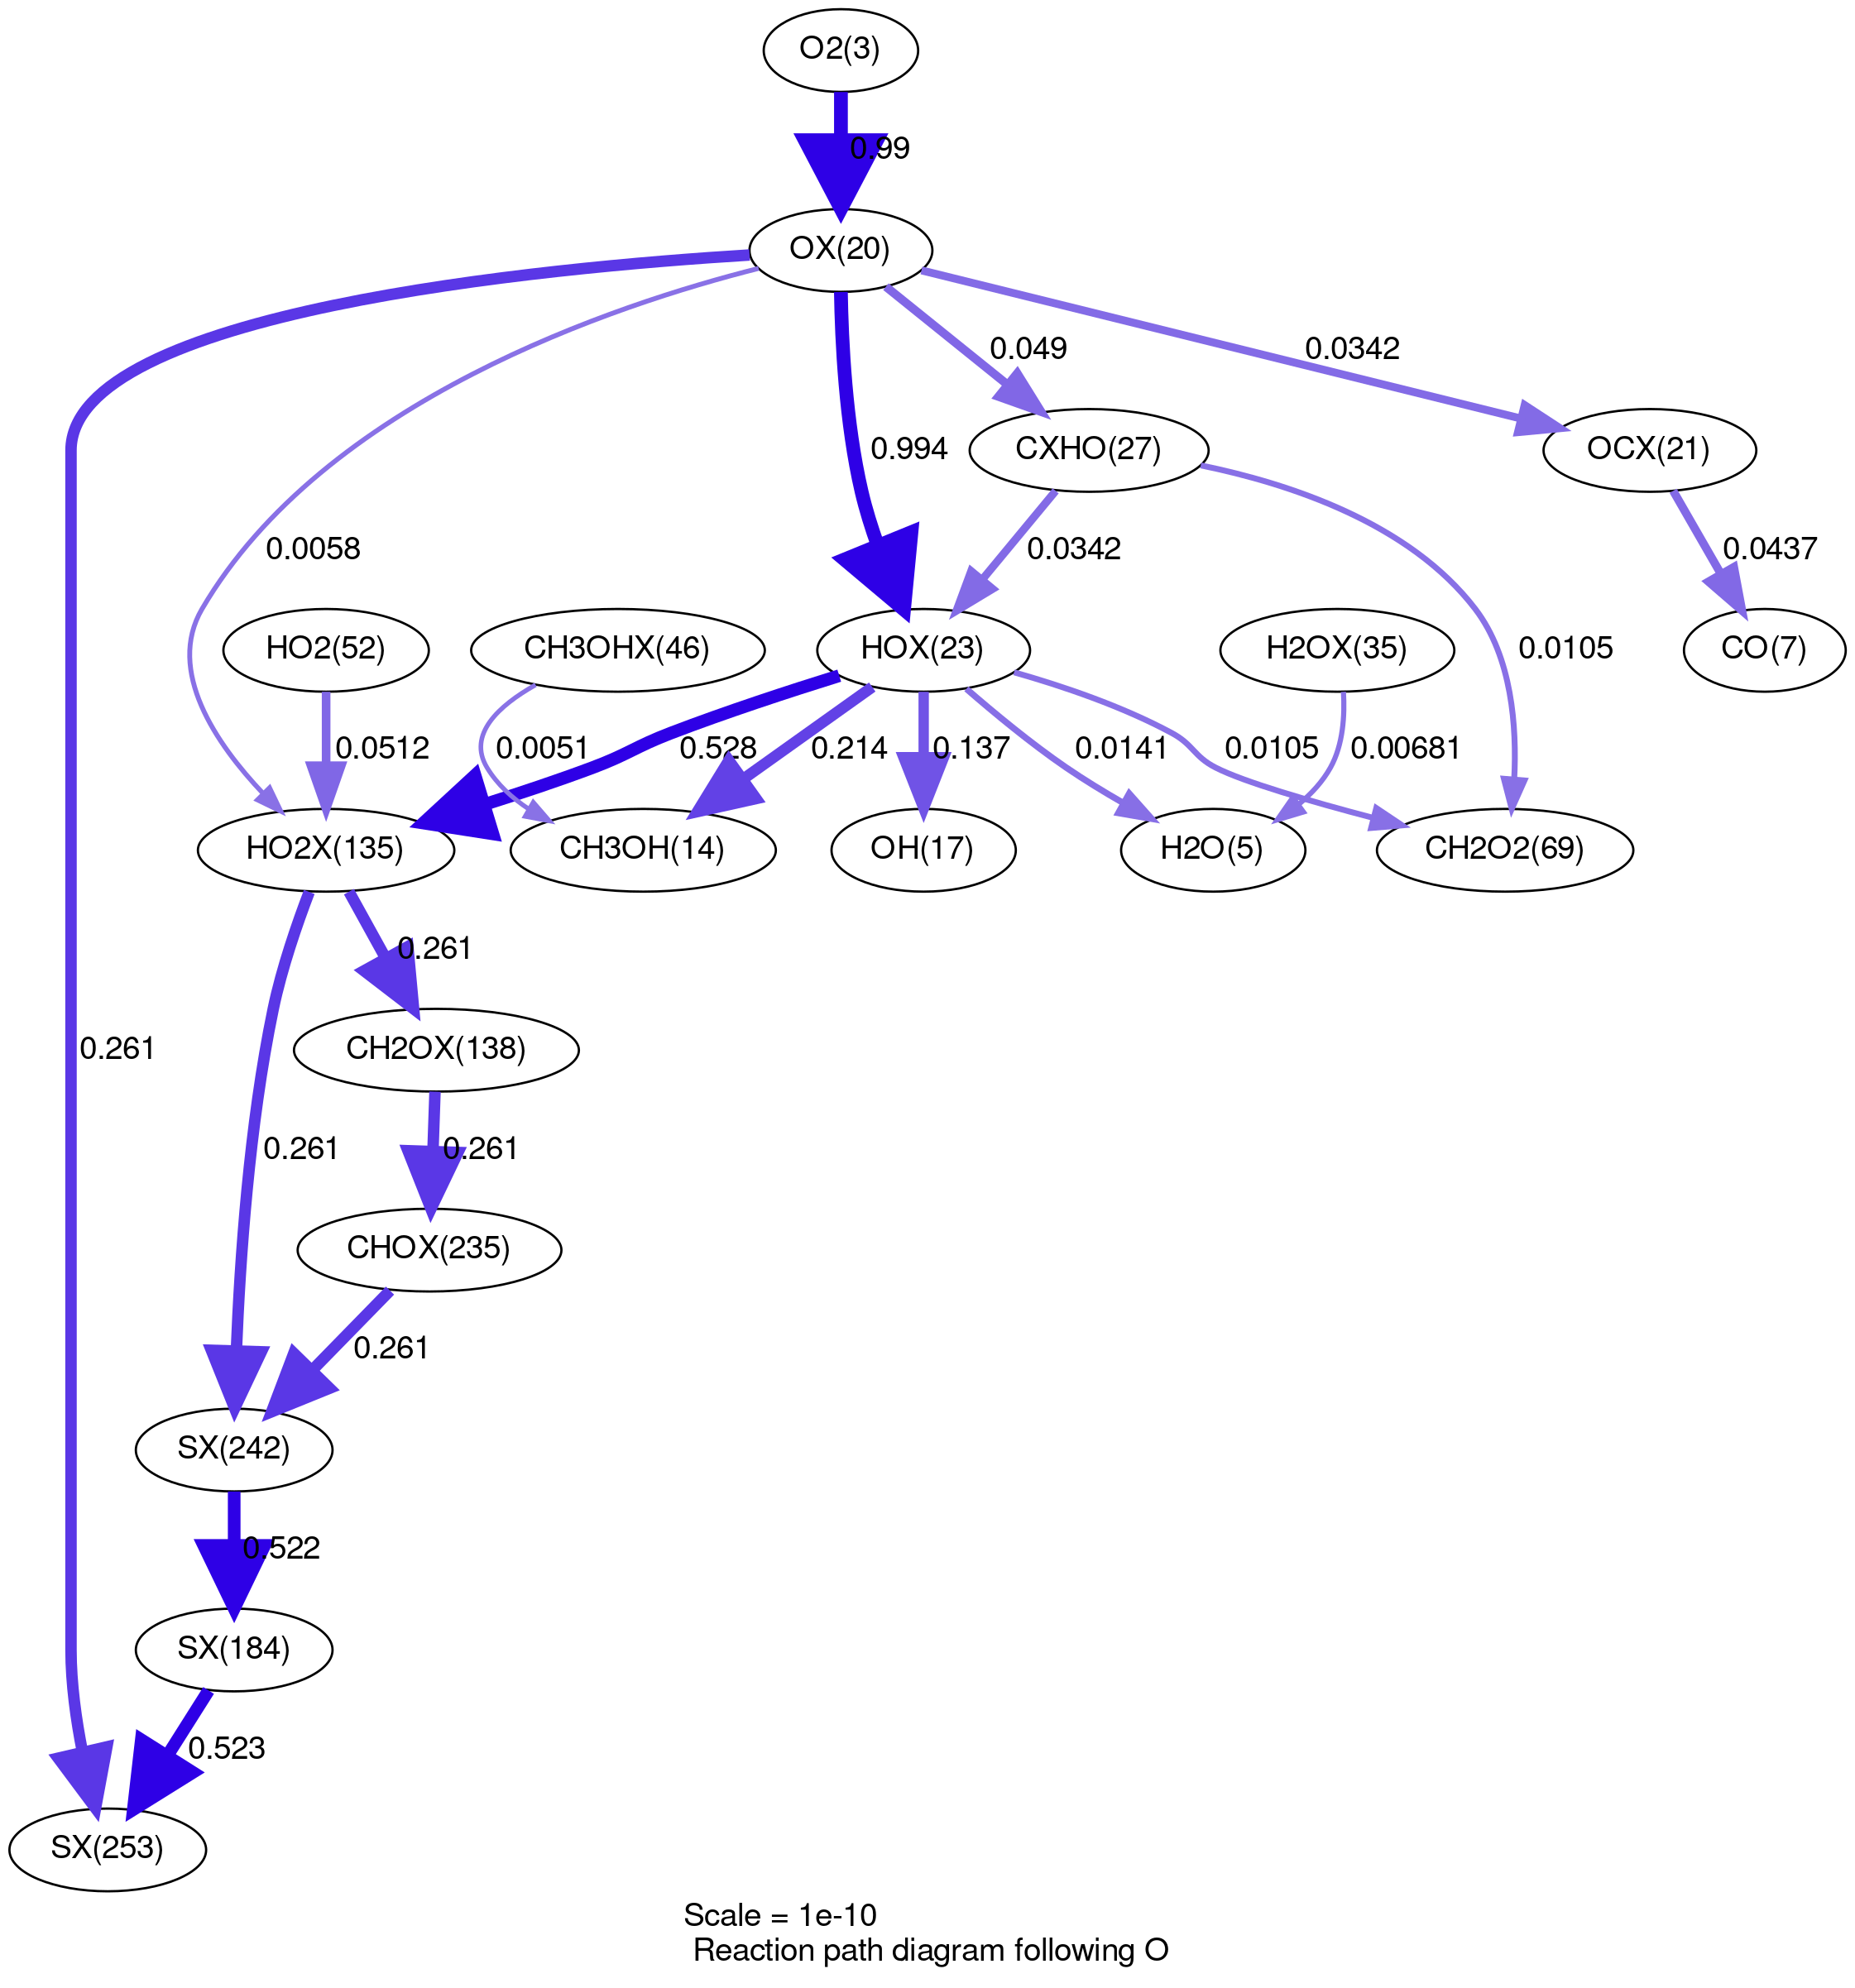 O2(3)
0.99
OX(20)
0.049
0.0342
0.994
CXHO(27)
OCX(21)
0.0058
0.0342
0.0437
HO2(52)
CH3OHX(46)
HOX(23)
H2OX(35)
0.0105
CO(7)
0.0512
0.0051
0.528
0.214
0.137
0.0141
0.0105
0.00681
HO2X(135)
CH3OH(14)
OH(17)
H2O(5)
CH2O2(69)
0.261
0.261
CH2OX(138)
0.261
0.261
CHOX(235)
0.261
SX(242)
0.522
SX(184)
0.523
SX(253)
Scale = 1e-10
Reaction path diagram following O